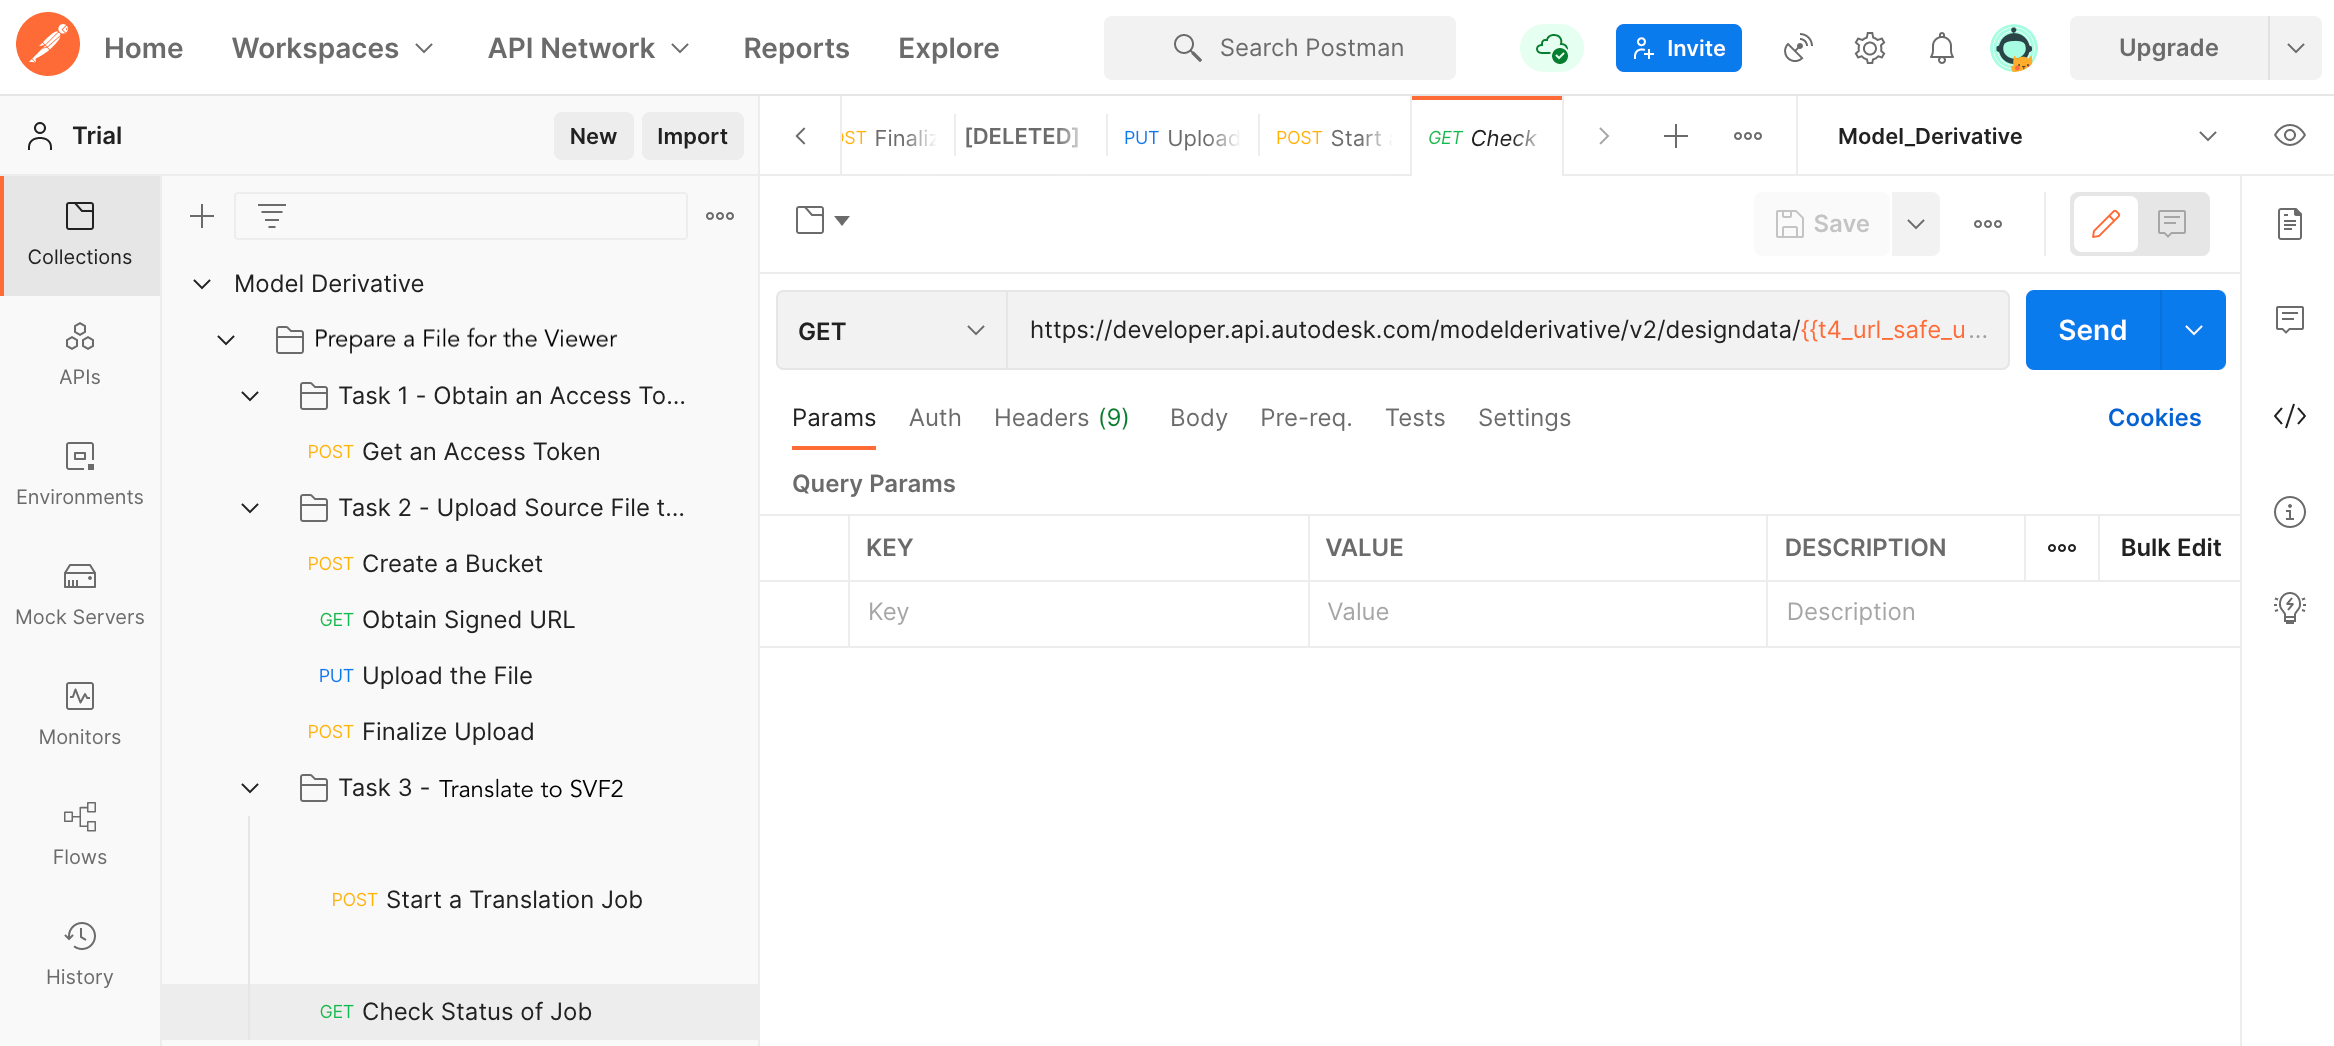 Home Workspaces API Network Reports Explore Search Postman Invite Upgrade
Trial New Import
OST Finaliz [DELETED] PUT Upload POST Start a GET Check Model_Derivative
Collections
APIs
Environments
Mock Servers
Monitors
Flows
History
Model Derivative
Prepare a File for the Viewer
Task 1 - Obtain an Access To...
POST Get an Access Token
Task 2 - Upload Source File t...
POST Create a Bucket
GET Obtain Signed URL
PUT Upload the File
POST Finalize Upload
Task 3 - Translate to SVF2
POST Start a Translation Job
GET Check Status of Job
Save
GET https://developer.api.autodesk.com/modelderivative/v2/designdata/{{t4_url_safe_u... Send
Params Auth Headers (9) Body Pre-req. Tests Settings Cookies
Query Params
KEY VALUE DESCRIPTION Bulk Edit
Key Value Description